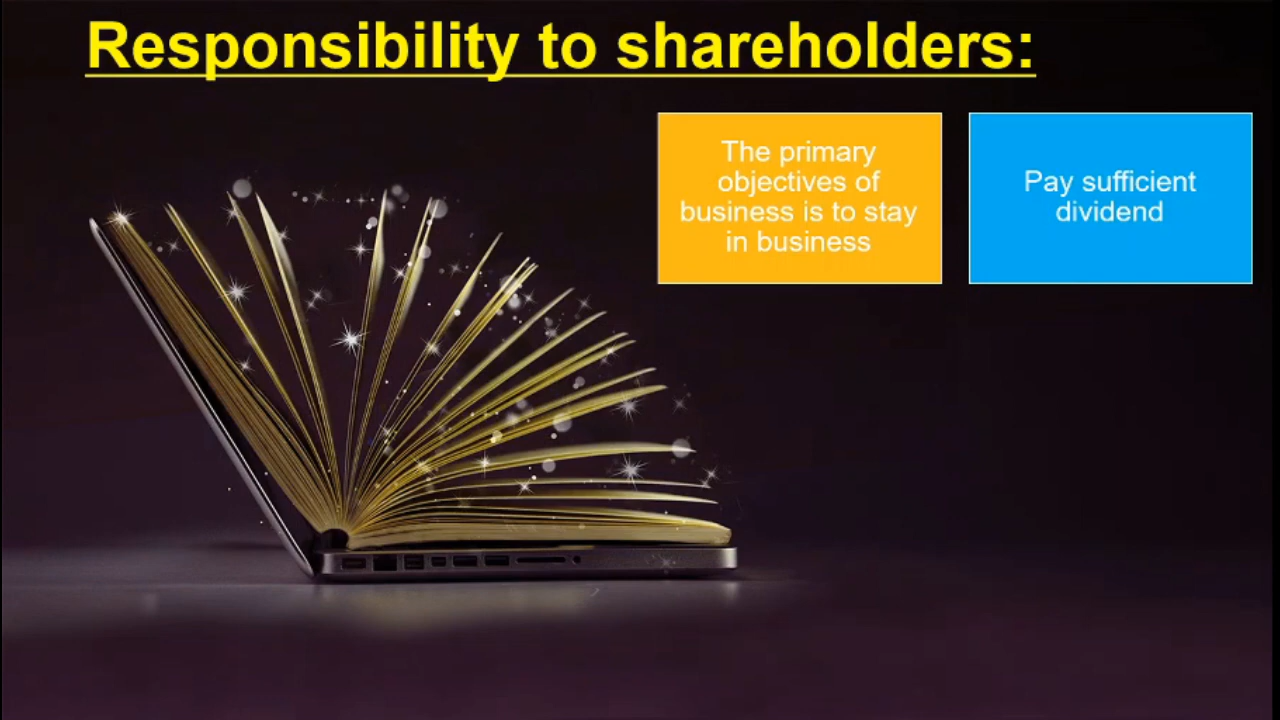 Responsibility to shareholders:
The primary
objectives of
business is to stay
in business
Pay sufficient
dividend